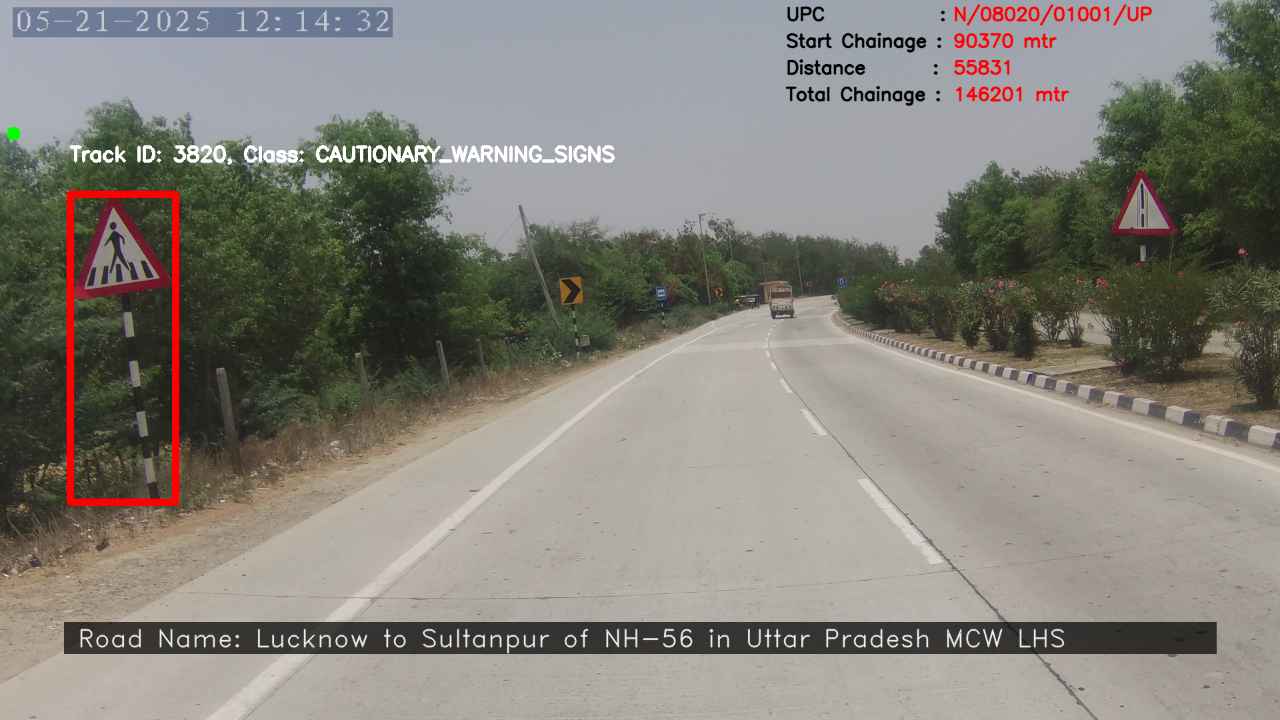 05-21-2025 12:14:32
UPC : N/08020/01001/UP
Start Chainage : 90370 mtr
Distance : 55831
Total Chainage : 146201 mtr
Track ID: 3820, Class: CAUTIONARY_WARNING_SIGNS
Road Name: Lucknow to Sultanpur of NH-56 in Uttar Pradesh MCW LHS